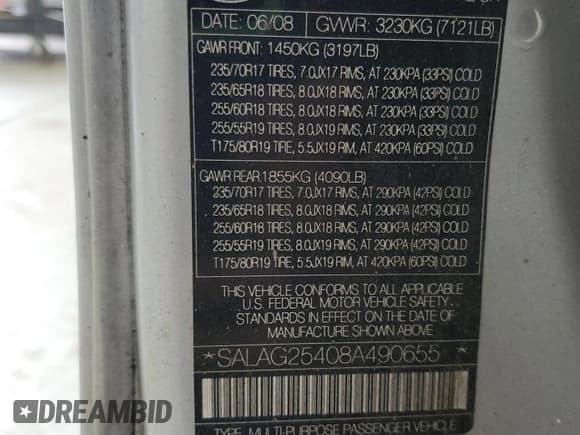 DATE: 06/08 GVWR: 3230KG (7121LB)
GAWR FRONT: 1450KG (3197LB)
235/70R17 TIRES, 7.0JX17 RIMS, AT 230KPA (33PSI) COLD
235/65R18 TIRES, 8.0JX18 RIMS, AT 230KPA (33PSI) COLD
255/60R18 TIRES, 8.0JX18 RIMS, AT 230KPA (33PSI) COLD
255/55R19 TIRES, 8.0JX19 RIMS, AT 230KPA (33PSI) COLD
T175/80R19 TIRE, 5.5JX19 RIM, AT 420KPA (60PSI) COLD
GAWR REAR: 1855KG (4090LB)
235/70R17 TIRES, 7.0JX17 RIMS, AT 290KPA (42PSI) COLD
235/65R18 TIRES, 8.0JX18 RIMS, AT 290KPA (42PSI) COLD
255/60R18 TIRES, 8.0JX18 RIMS, AT 290KPA (42PSI) COLD
255/55R19 TIRES, 8.0JX19 RIMS, AT 290KPA (42PSI) COLD
T175/80R19 TIRE, 5.5JX19 RIM, AT 420KPA (60PSI) COLD
THIS VEHICLE CONFORMS TO ALL APPLICABLE
U.S. FEDERAL MOTOR VEHICLE SAFETY
STANDARDS IN EFFECT ON THE DATE OF
MANUFACTURE SHOWN ABOVE
*SALAG25408A490655*
TYPE: MULTI-PURPOSE PASSENGER VEHICLE
DREAMBID